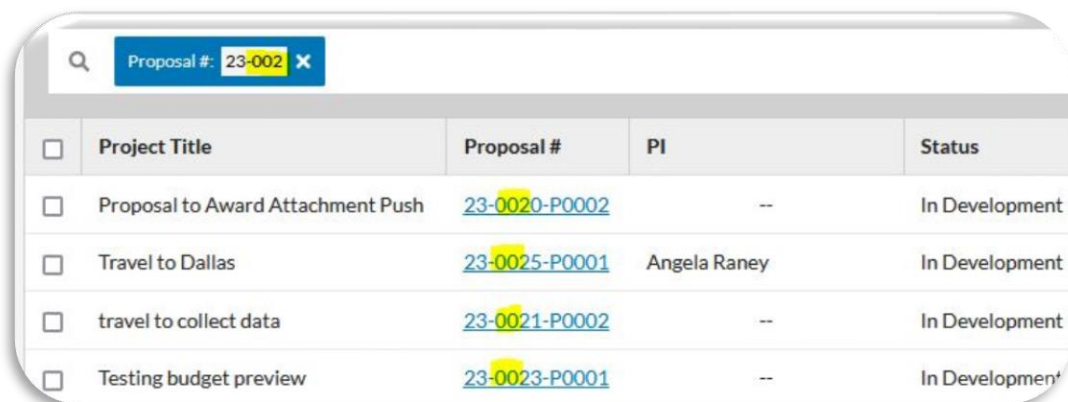 Proposal #: 23-002 ✕
Project Title Proposal # PI Status
Proposal to Award Attachment Push 23-0020-P0002 -- In Development
Travel to Dallas 23-0025-P0001 Angela Raney In Development
travel to collect data 23-0021-P0002 -- In Development
Testing budget preview 23-0023-P0001 -- In Development